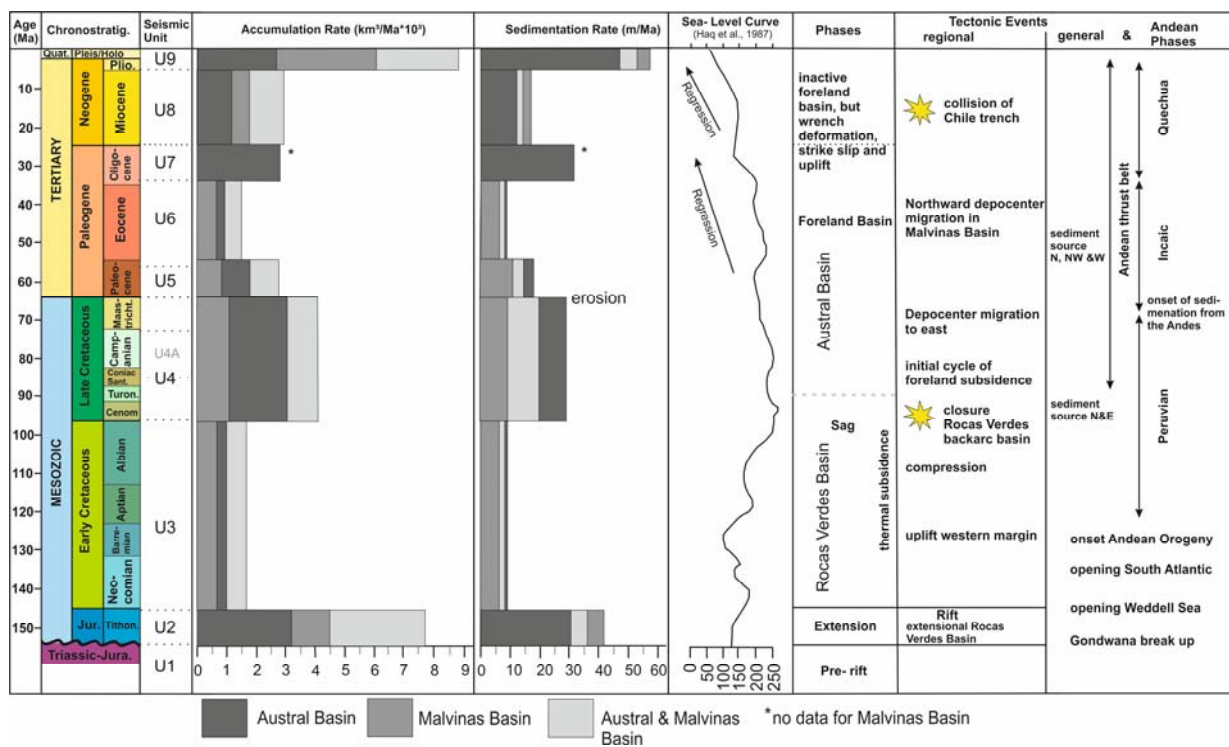 Age
(Ma)
Chronostratig.
Seismic
Unit
Accumulation Rate (km³/Ma*10³)
Sedimentation Rate (m/Ma)
Sea- Level Curve
(Haq et al., 1987)
Phases
Tectonic Events
regional
general
&
Andean
Phases
Quat.
Pleis/Holo
Plio.
U9
10
20
30
40
50
60
70
80
90
100
110
120
130
140
150
TERTIARY
MESOZOIC
Neogene
Paleogene
Late Cretaceous
Early Cretaceous
Jur.
Triassic-Jura.
Miocene
Oligo-
cene
Eocene
Paleo-
cene
Maas-
tricht.
Camp-
anian
Coniac
Sant.
Turon.
Cenom
Albian
Aptian
Barre-
mian
Neo-
comian
Tithon.
U8
U7
U6
U5
U4A
U4
U3
U2
U1
*
*
erosion
0 1 2 3 4 5 6 7 8 9
0 10 20 30 40 50 60
0 50 100 150 200 250
Regression
Regression
inactive
foreland
basin, but
wrench
deformation,
strike slip and
uplift
Foreland Basin
Austral Basin
Sag
Rocas Verdes Basin
thermal subsidence
Extension
Pre- rift
collision of
Chile trench
Northward depocenter
migration in
Malvinas Basin
Depocenter migration
to east
initial cycle of
foreland subsidence
closure
Rocas Verdes
backarc basin
compression
uplift western margin
Rift
extensional Rocas
Verdes Basin
sediment
source
N, NW &W
sediment
source N&E
Andean thrust belt
Quechua
Incaic
onset of sedi-
menation from
the Andes
Peruvian
onset Andean Orogeny
opening South Atlantic
opening Weddell Sea
Gondwana break up
Austral Basin
Malvinas Basin
Austral & Malvinas
Basin
*no data for Malvinas Basin